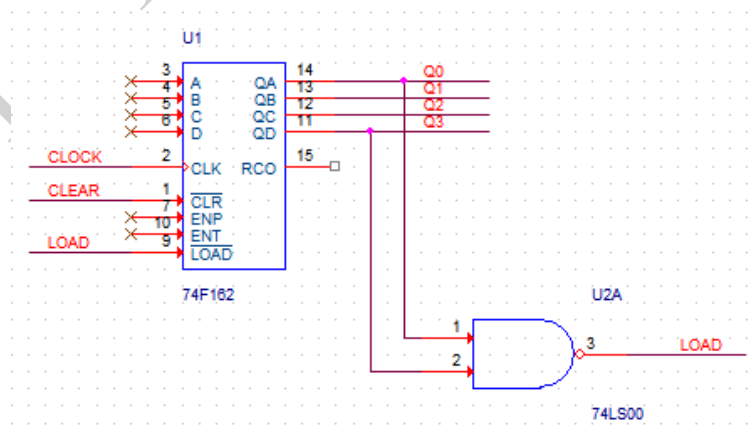 U1
3 A QA 14 Q0
4 B QB 13 Q1
5 C QC 12 Q2
6 D QD 11 Q3
CLOCK 2 CLK RCO 15
CLEAR 1 CLR
7 ENP
10 ENT
LOAD 9 LOAD
74F162
U2A
1
3 LOAD
2
74LS00